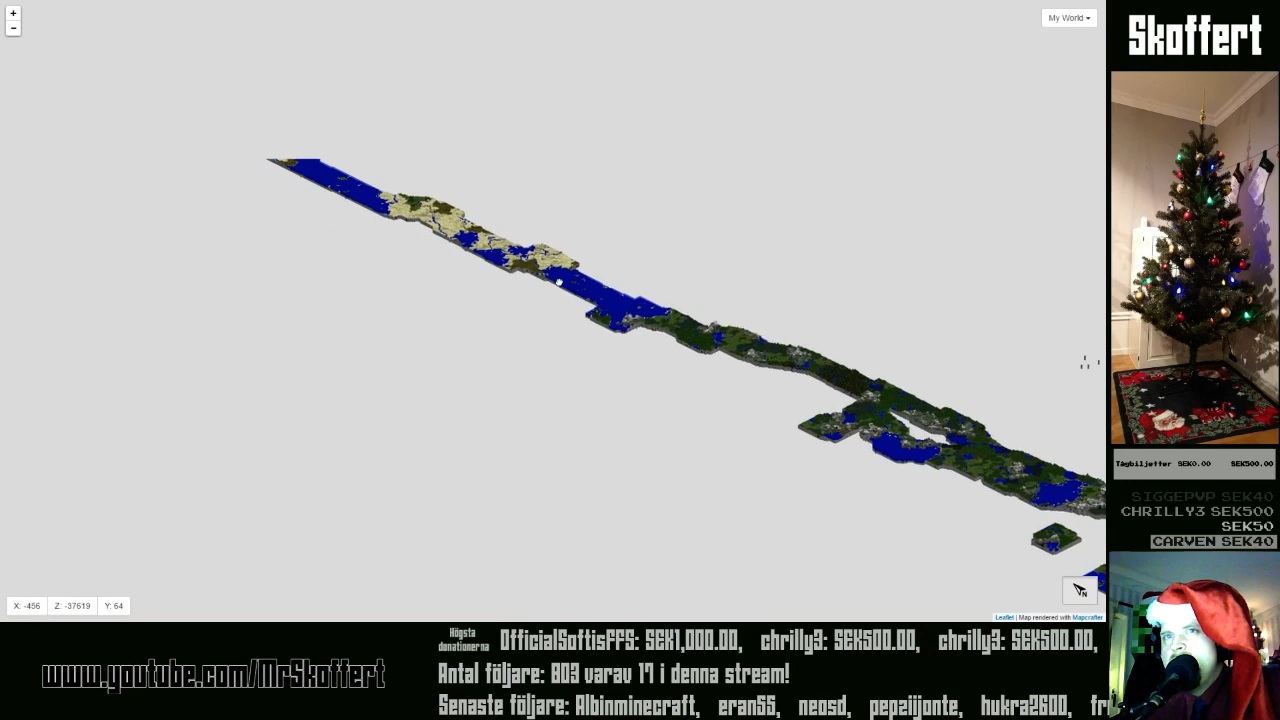 +
−
My World
Skoffert
Tågbiljetter SEK0.00 SEK500.00
SIGGEPVP SEK40
CHRILLY3 SEK500
SEK50
CARVEN SEK40
N
X: -456 Z: -37619 Y: 64
Leaflet | Map rendered with Mapcrafter
www.youtube.com/MrSkoffert
Högsta donationerna
OfficialSoftisFFS: SEK1,000.00, chrilly3: SEK500.00, chrilly3: SEK500.00,
Antal följare: 803 varav 17 i denna stream!
Senaste följare: Albinminecraft, eranSS, neosd, pepziijonte, hukra2600, fr